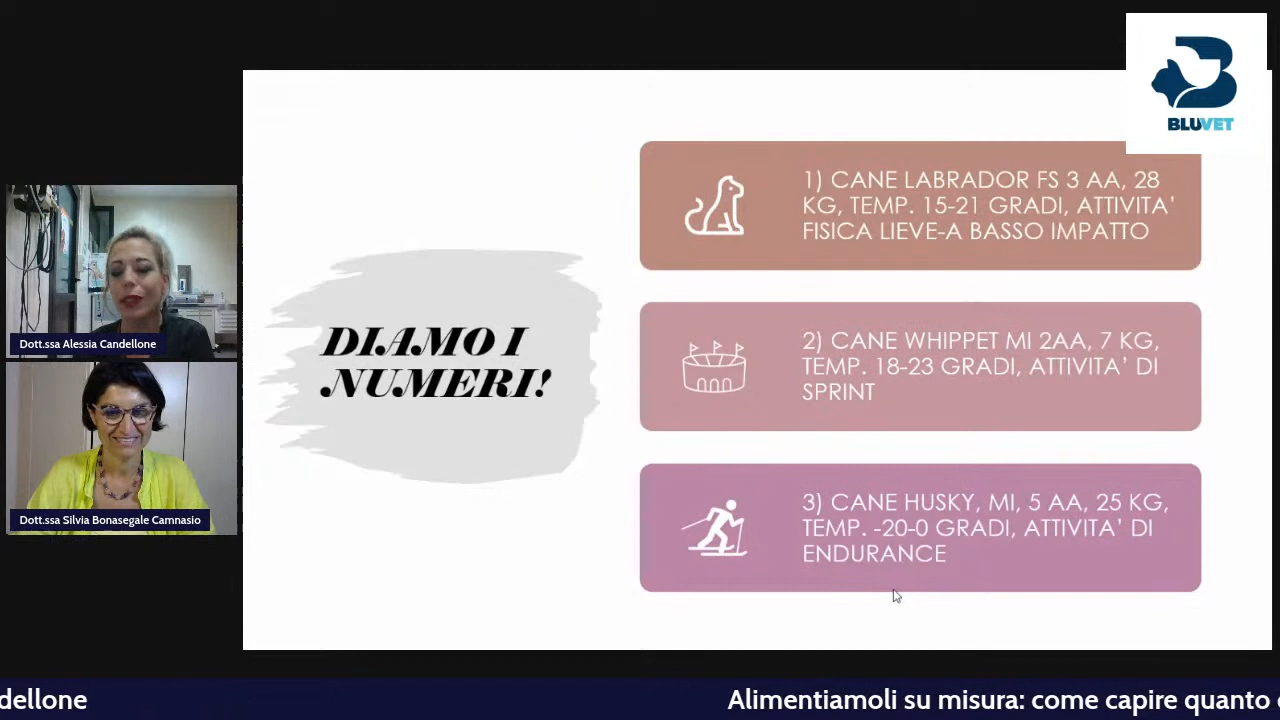 BLUVET
1) CANE LABRADOR FS 3 AA, 28
KG, TEMP. 15-21 GRADI, ATTIVITA'
FISICA LIEVE-A BASSO IMPATTO
DIAMO I
NUMERI!
2) CANE WHIPPET MI 2AA, 7 KG,
TEMP. 18-23 GRADI, ATTIVITA' DI
SPRINT
3) CANE HUSKY, MI, 5 AA, 25 KG,
TEMP. -20-0 GRADI, ATTIVITA' DI
ENDURANCE
Dott.ssa Alessia Candellone
Dott.ssa Silvia Bonasegale Camnasio
dellone
Alimentiamoli su misura: come capire quanto